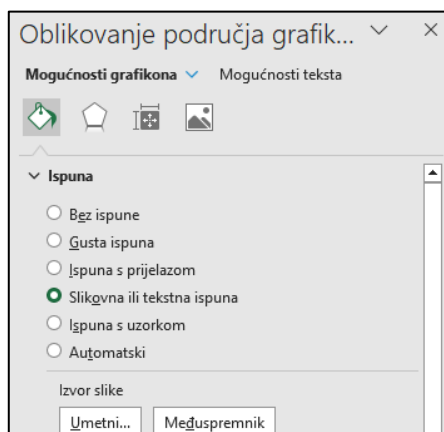 Oblikovanje područja grafik...
Mogućnosti grafikona Mogućnosti teksta
Ispuna
Bez ispune
Gusta ispuna
Ispuna s prijelazom
Slikovna ili tekstna ispuna
Ispuna s uzorkom
Automatski
Izvor slike
Umetni... Međuspremnik